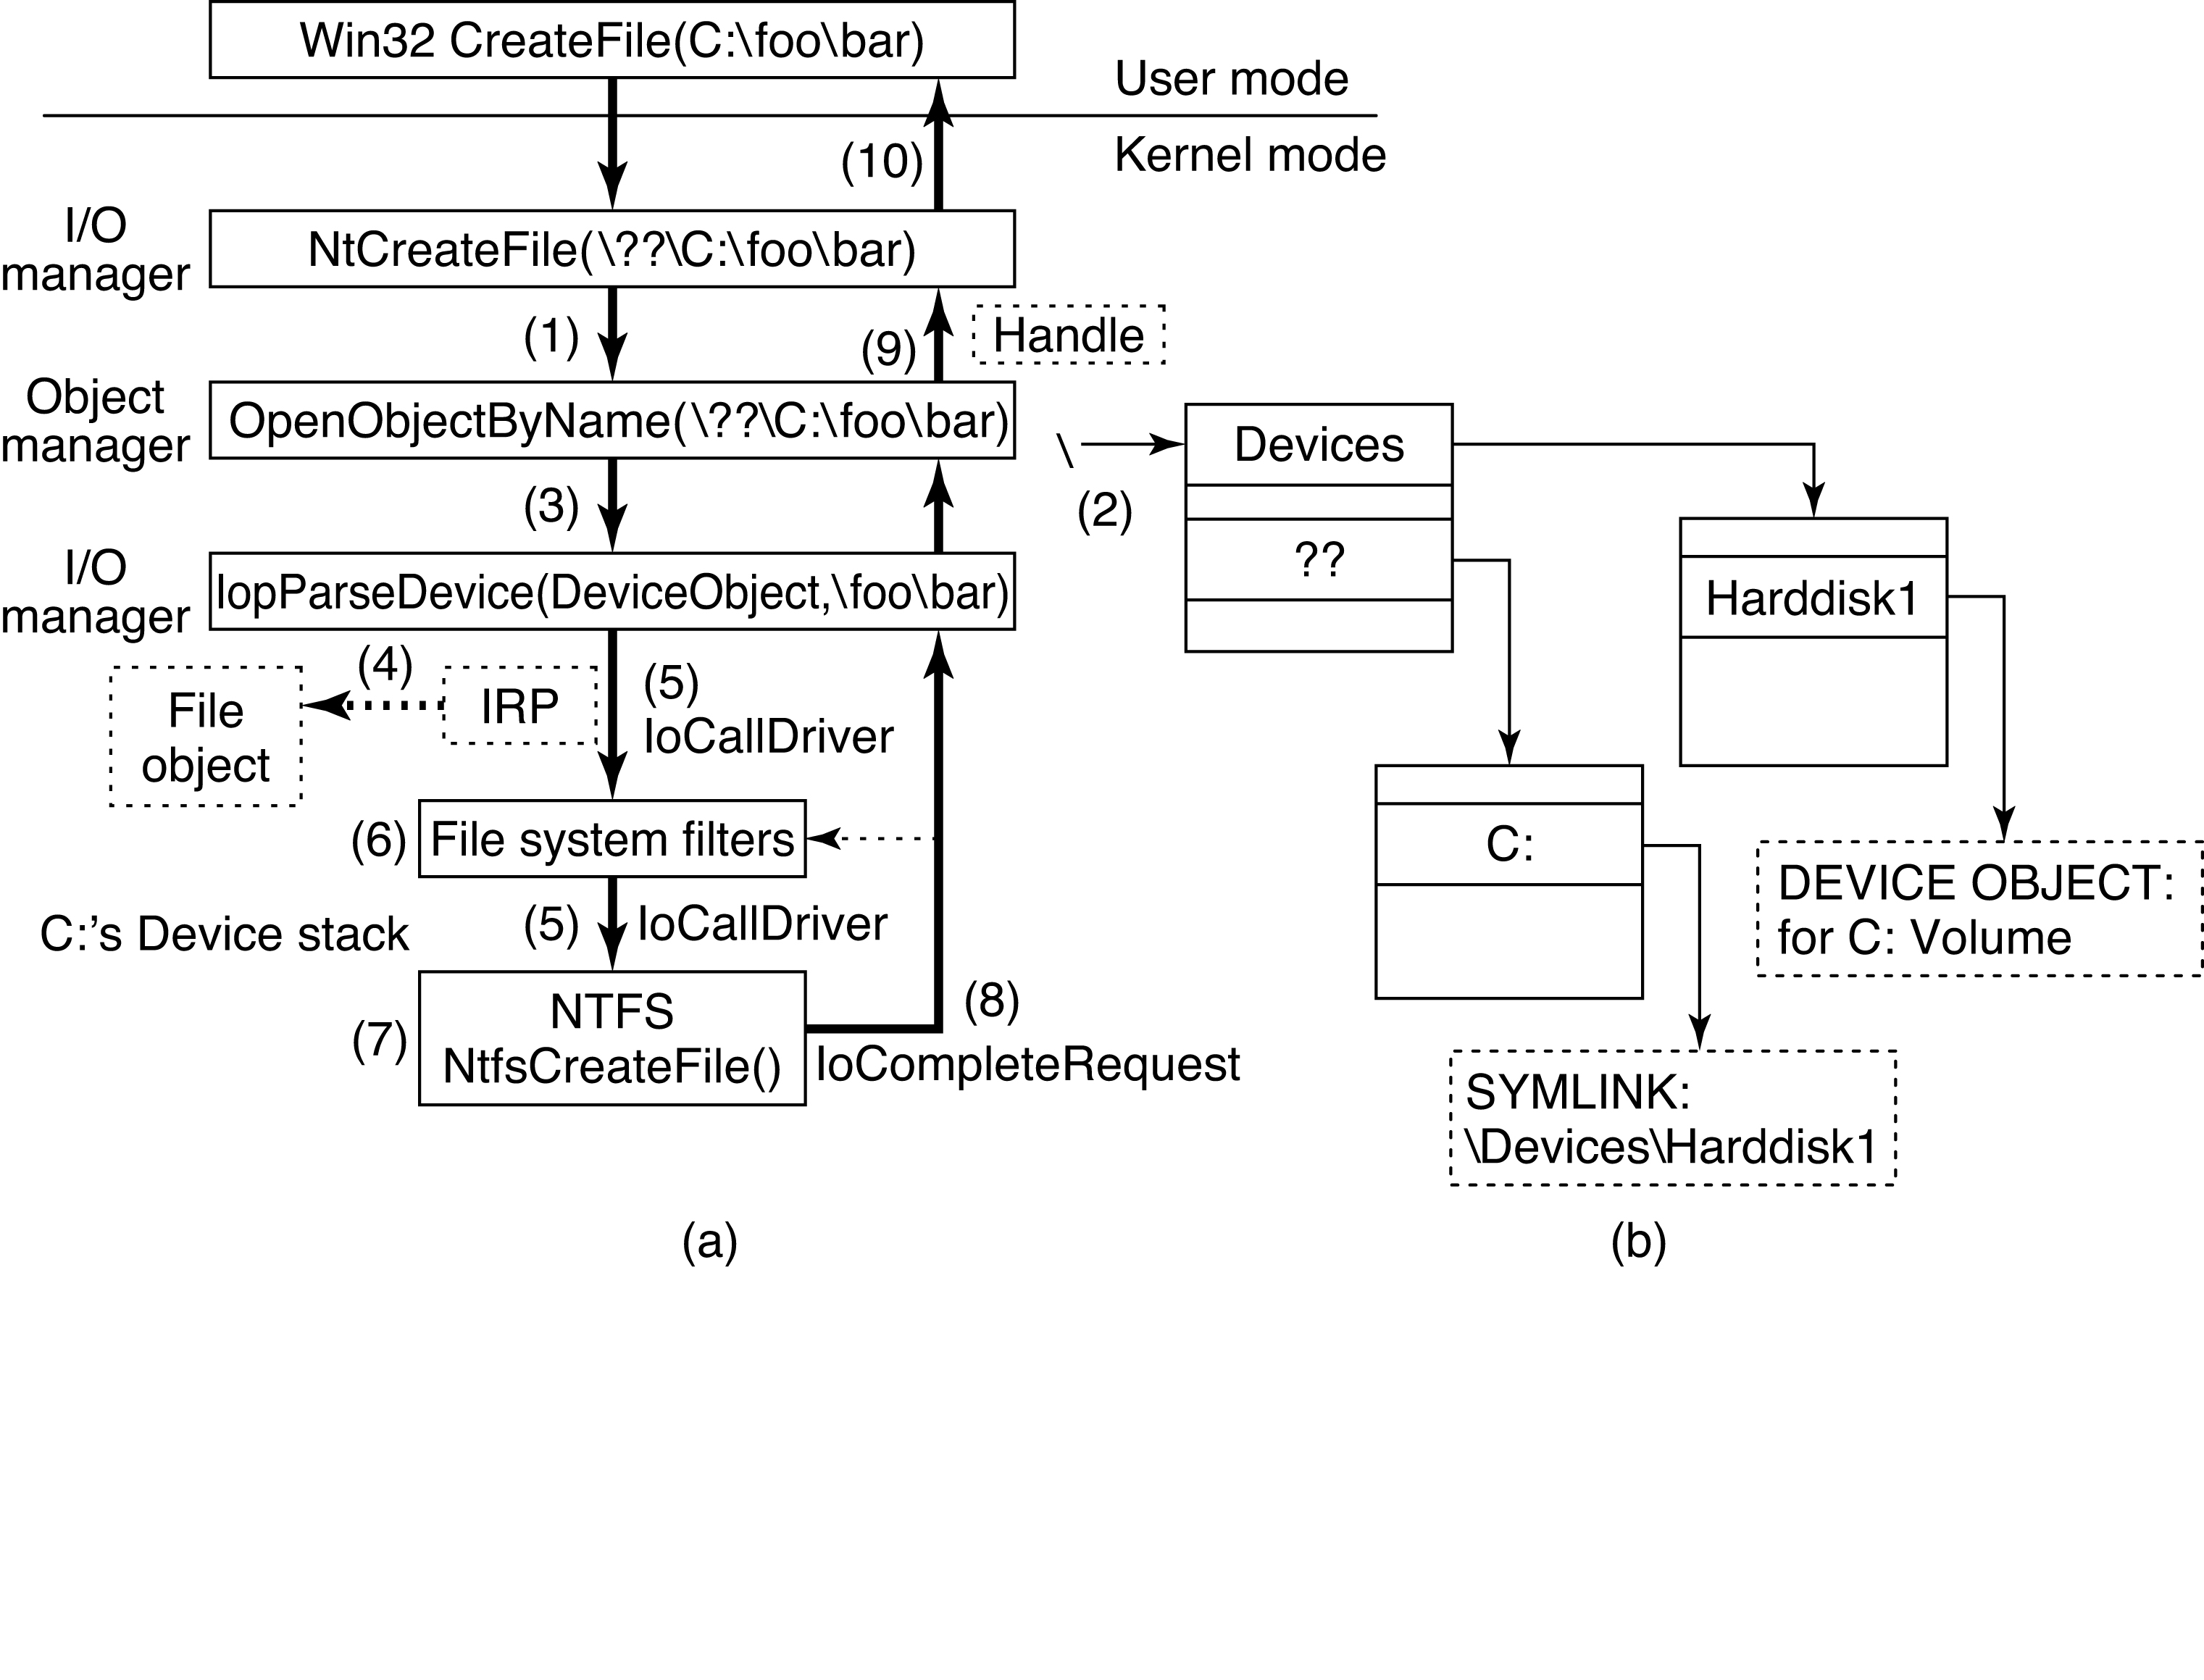 Win32 CreateFile(C:\foo\bar)
User mode
Kernel mode
(10)
I/O
manager
NtCreateFile(\??\C:\foo\bar)
(1)
(9)
Handle
Object
manager
OpenObjectByName(\??\C:\foo\bar)
(3)
I/O
manager
IopParseDevice(DeviceObject,\foo\bar)
(4)
File
object
IRP
(5)
IoCallDriver
(6)
File system filters
C:'s Device stack
(5)
IoCallDriver
(7)
NTFS
NtfsCreateFile()
(8)
IoCompleteRequest
(a)
\
(2)
Devices
??
Harddisk1
C:
DEVICE OBJECT:
for C: Volume
SYMLINK:
\Devices\Harddisk1
(b)